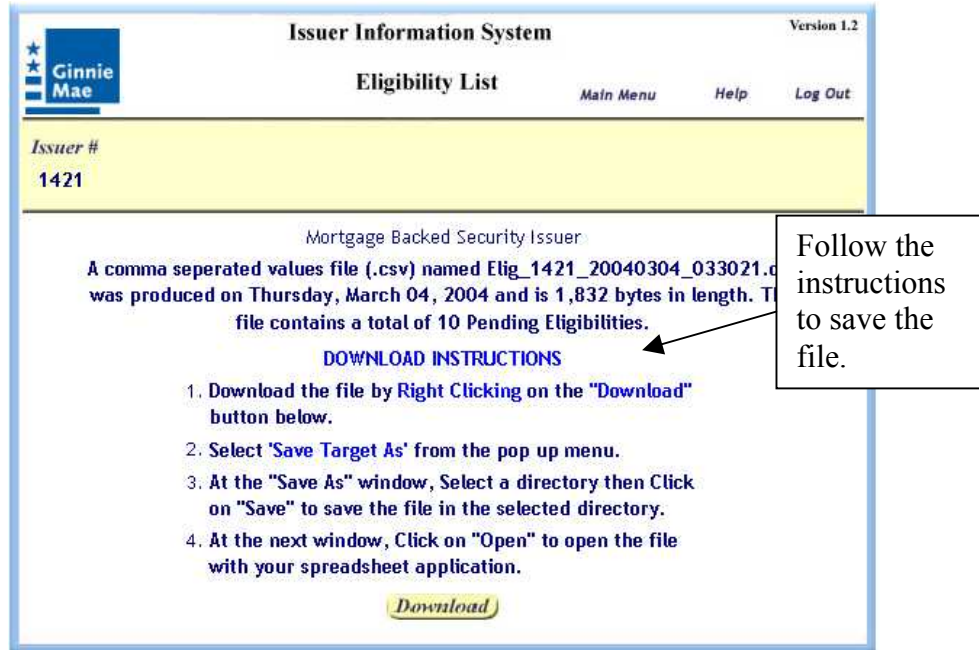 Issuer Information System
Version 1.2
Ginnie
Mae
Eligibility List
Main Menu
Help
Log Out
Issuer #
1421
Mortgage Backed Security Issuer
A comma seperated values file (.csv) named Elig_1421_20040304_033021.
was produced on Thursday, March 04, 2004 and is 1,832 bytes in length.
file contains a total of 10 Pending Eligibilities.
Follow the
instructions
to save the
file.
DOWNLOAD INSTRUCTIONS
1. Download the file by Right Clicking on the "Download"
button below.
2. Select 'Save Target As' from the pop up menu.
3. At the "Save As" window, Select a directory then Click
on "Save" to save the file in the selected directory.
4. At the next window, Click on "Open" to open the file
with your spreadsheet application.
Download